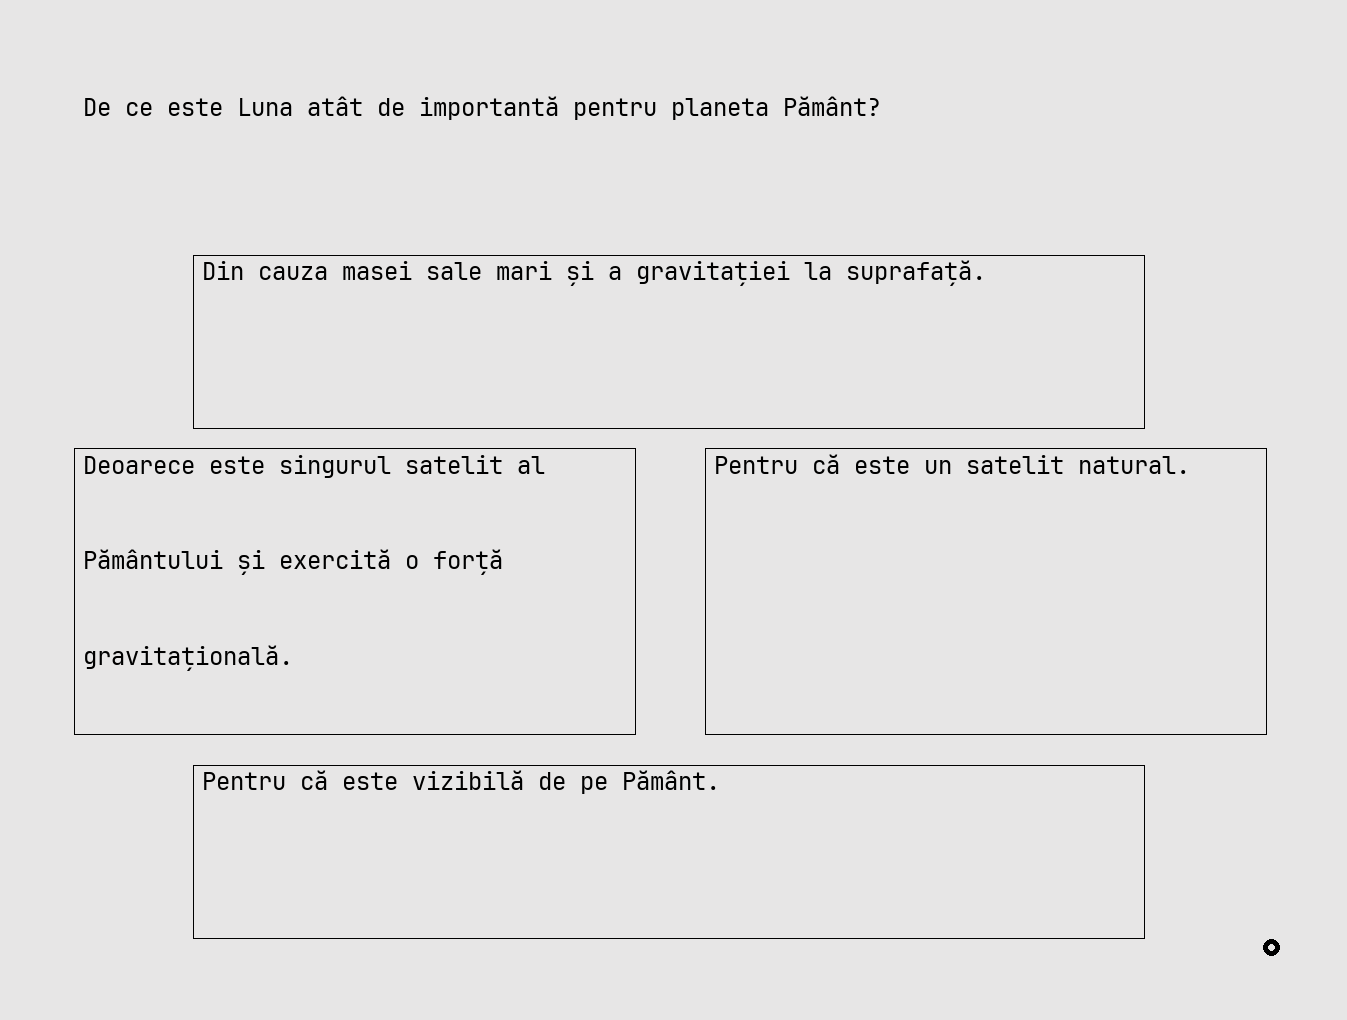 De ce este Luna atât de importantă pentru planeta Pământ?
Din cauza masei sale mari și a gravitației la suprafață.
Deoarece este singurul satelit al
Pământului și exercită o forță
gravitațională.
Pentru că este un satelit natural.
Pentru că este vizibilă de pe Pământ.